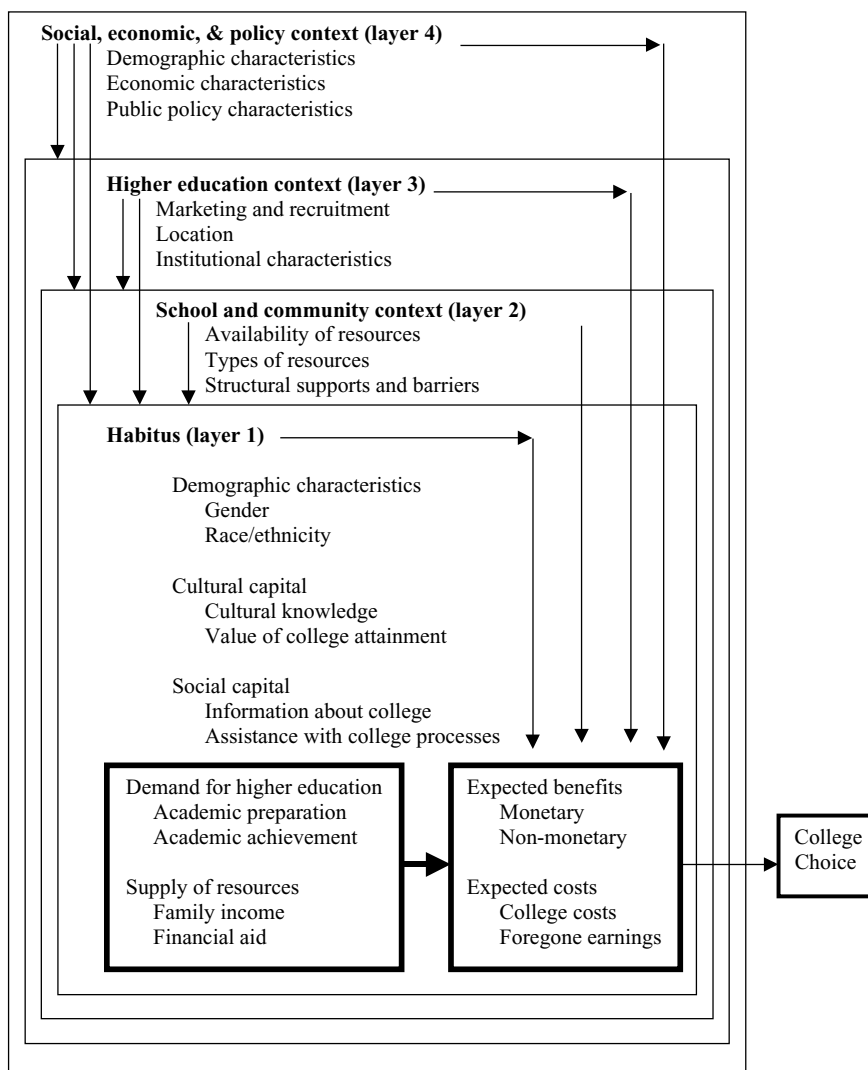 Social, economic, & policy context (layer 4)
Demographic characteristics
Economic characteristics
Public policy characteristics
Higher education context (layer 3)
Marketing and recruitment
Location
Institutional characteristics
School and community context (layer 2)
Availability of resources
Types of resources
Structural supports and barriers
Habitus (layer 1)
Demographic characteristics
Gender
Race/ethnicity
Cultural capital
Cultural knowledge
Value of college attainment
Social capital
Information about college
Assistance with college processes
Demand for higher education
Academic preparation
Academic achievement
Supply of resources
Family income
Financial aid
Expected benefits
Monetary
Non-monetary
Expected costs
College costs
Foregone earnings
College
Choice